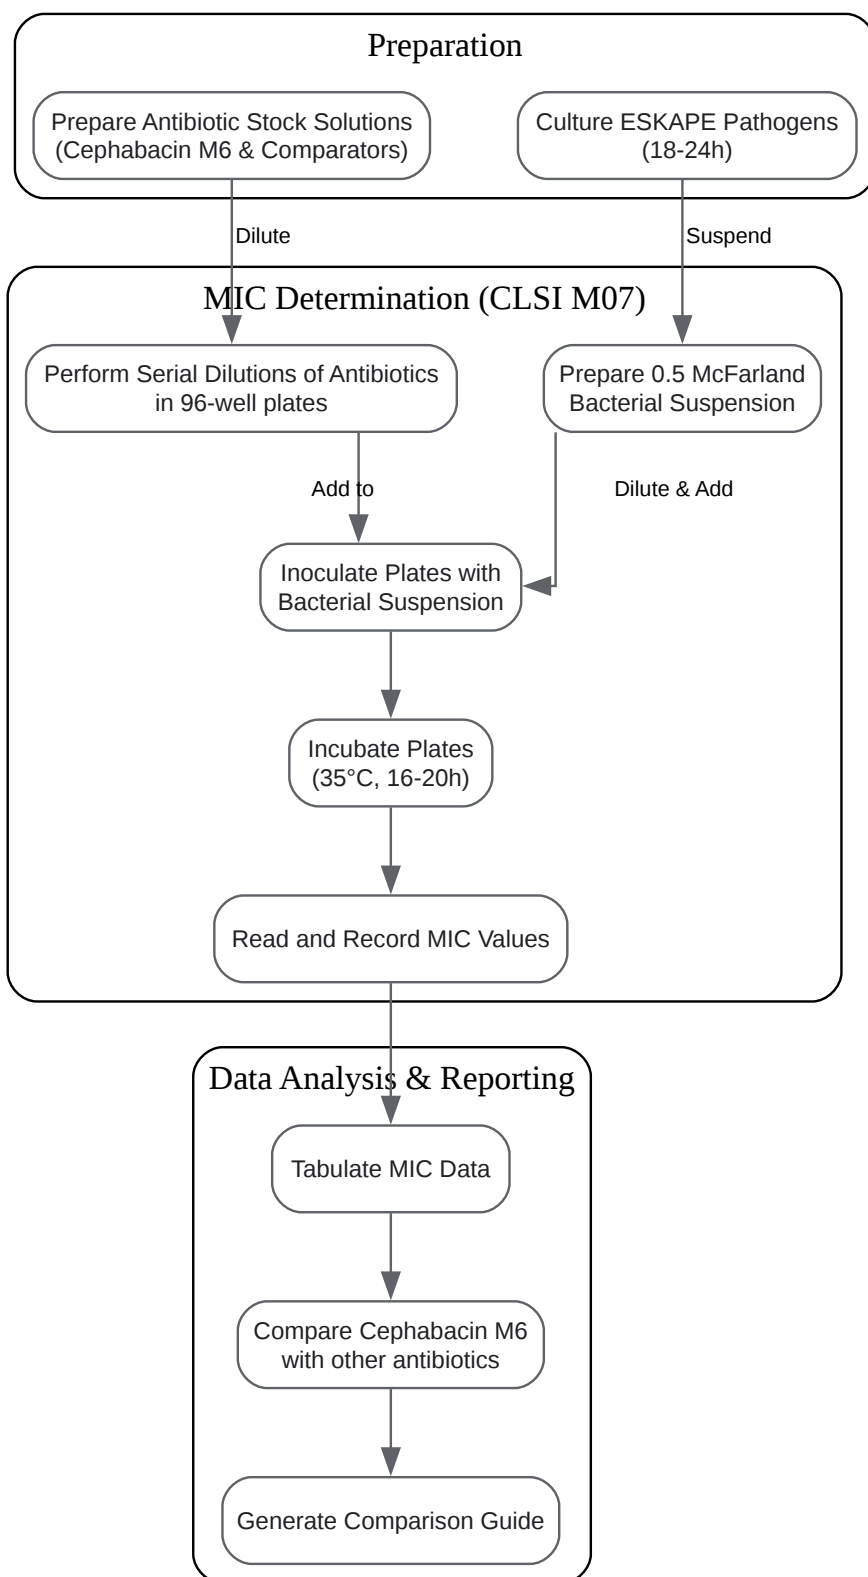 Preparation
Prepare Antibiotic Stock Solutions
(Cephabacin M6 & Comparators)
Culture ESKAPE Pathogens
(18-24h)
Dilute
Suspend
MIC Determination (CLSI M07)
Perform Serial Dilutions of Antibiotics
in 96-well plates
Prepare 0.5 McFarland
Bacterial Suspension
Add to
Dilute & Add
Inoculate Plates with
Bacterial Suspension
Incubate Plates
(35°C, 16-20h)
Read and Record MIC Values
Data Analysis & Reporting
Tabulate MIC Data
Compare Cephabacin M6
with other antibiotics
Generate Comparison Guide